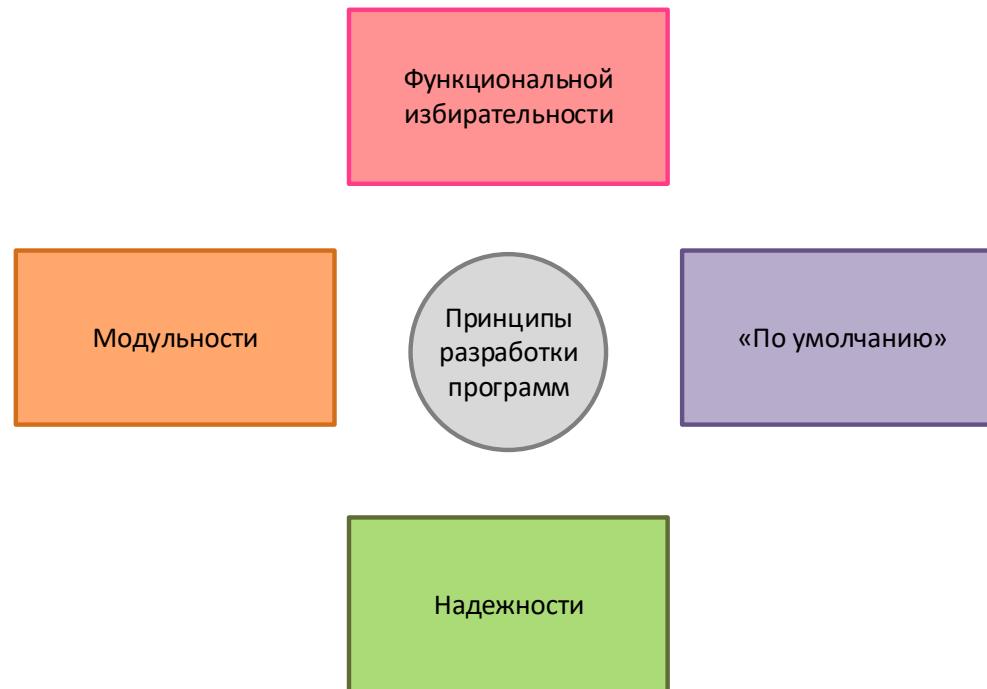 Функциональной
избирательности
Модульности
Принципы
разработки
программ
«По умолчанию»
Надежности